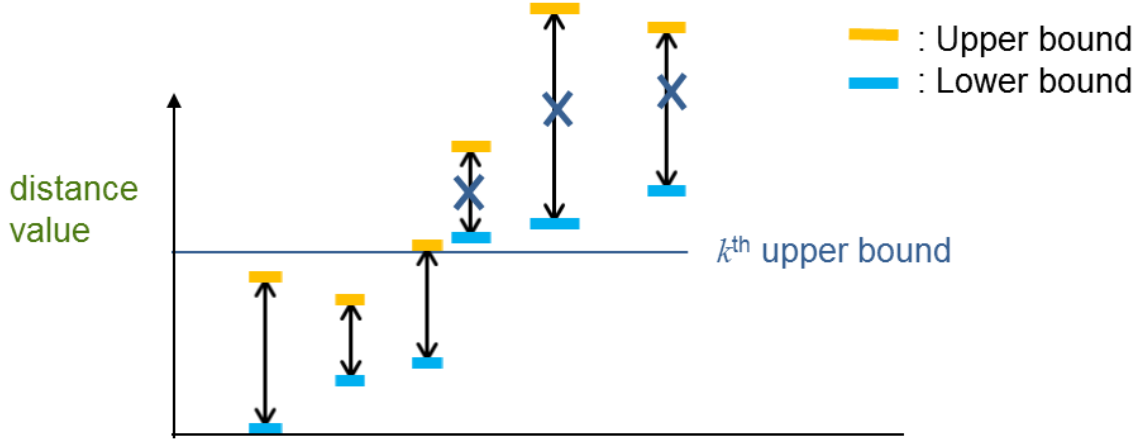 : Upper bound
: Lower bound
distance
value
kᵗʰ upper bound